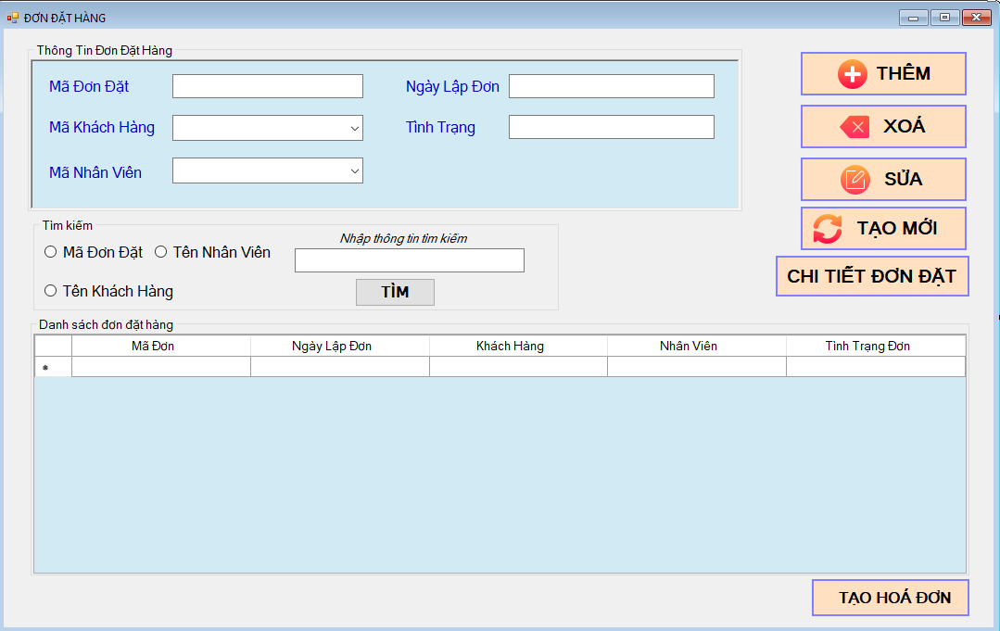 ĐƠN ĐẶT HÀNG
Thông Tin Đơn Đặt Hàng
Mã Đơn Đặt
Ngày Lập Đơn
Mã Khách Hàng
Tình Trạng
Mã Nhân Viên
THÊM
XOÁ
SỬA
TẠO MỚI
CHI TIẾT ĐƠN ĐẶT
Tìm kiếm
Nhập thông tin tìm kiếm
Mã Đơn Đặt
Tên Nhân Viên
Tên Khách Hàng
TÌM
Danh sách đơn đặt hàng
Mã Đơn Ngày Lập Đơn Khách Hàng Nhân Viên Tình Trạng Đơn
TẠO HOÁ ĐƠN